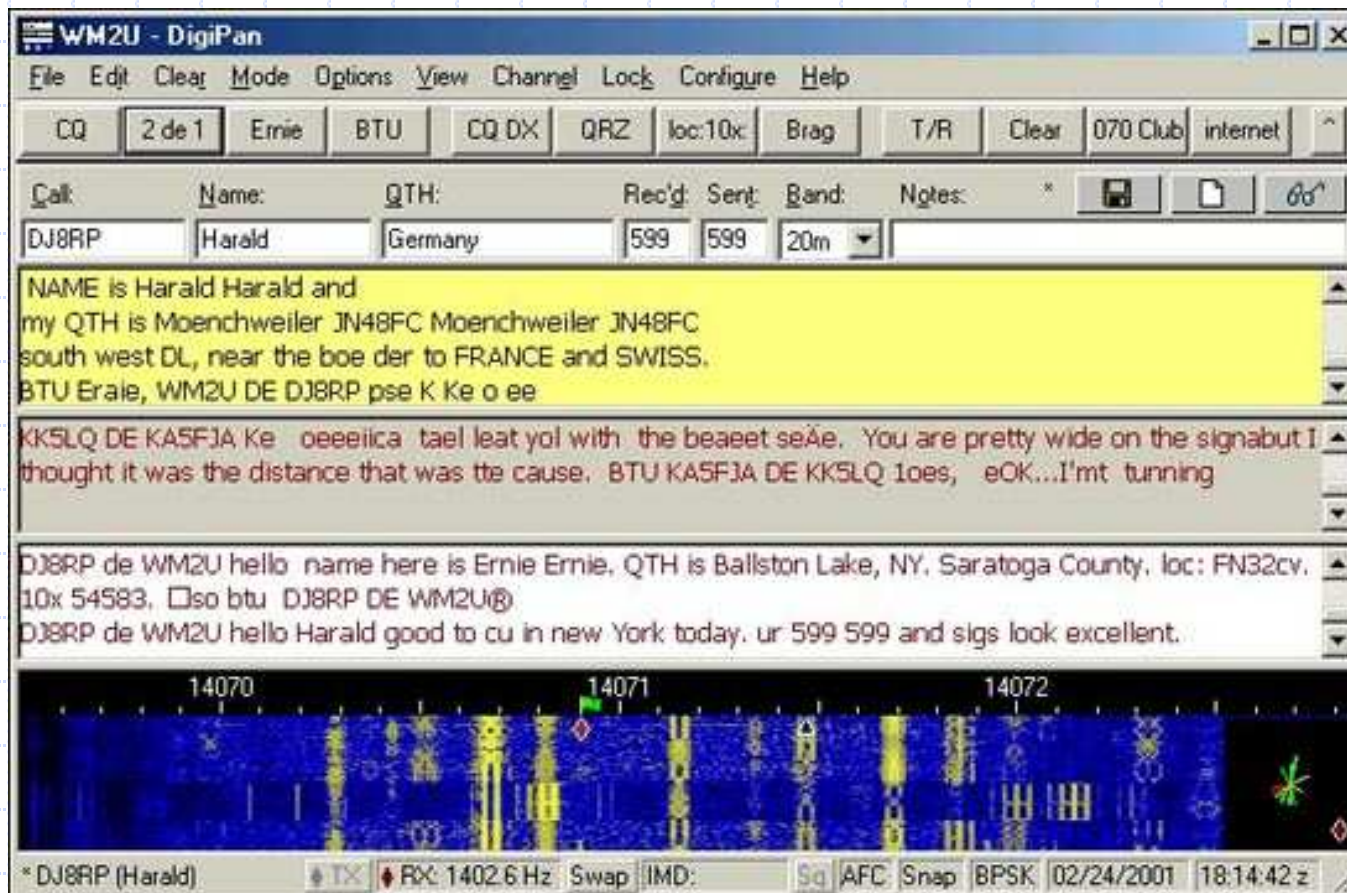 WM2U - DigiPan
File Edit Clear Mode Options View Channel Lock Configure Help
CQ 2 de 1 Ernie BTU CQ DX QRZ loc:10x: Brag T/R Clear 070 Club internet ^
Call: Name: QTH: Rec'd: Sent: Band: Notes: *
DJ8RP Harald Germany 599 599 20m
NAME is Harald Harald and
my QTH is Moenchweiler JN48FC Moenchweiler JN48FC
south west DL, near the boe der to FRANCE and SWISS.
BTU Eraie, WM2U DE DJ8RP pse K Ke o ee
KK5LQ DE KA5FJA Ke oeeeiica tael leat yol with the beaeet seÄe. You are pretty wide on the signabut I
thought it was the distance that was tte cause. BTU KA5FJA DE KK5LQ 1oes, eOK...I'mt tunning
DJ8RP de WM2U hello name here is Ernie Ernie. QTH is Ballston Lake, NY. Saratoga County. loc: FN32cv.
10x 54583. □so btu DJ8RP DE WM2U®
DJ8RP de WM2U hello Harald good to cu in new York today. ur 599 599 and sigs look excellent.
14070 14071 14072
* DJ8RP (Harald) TX RX: 1402.6 Hz Swap IMD: Sq AFC Snap BPSK 02/24/2001 18:14:42 z